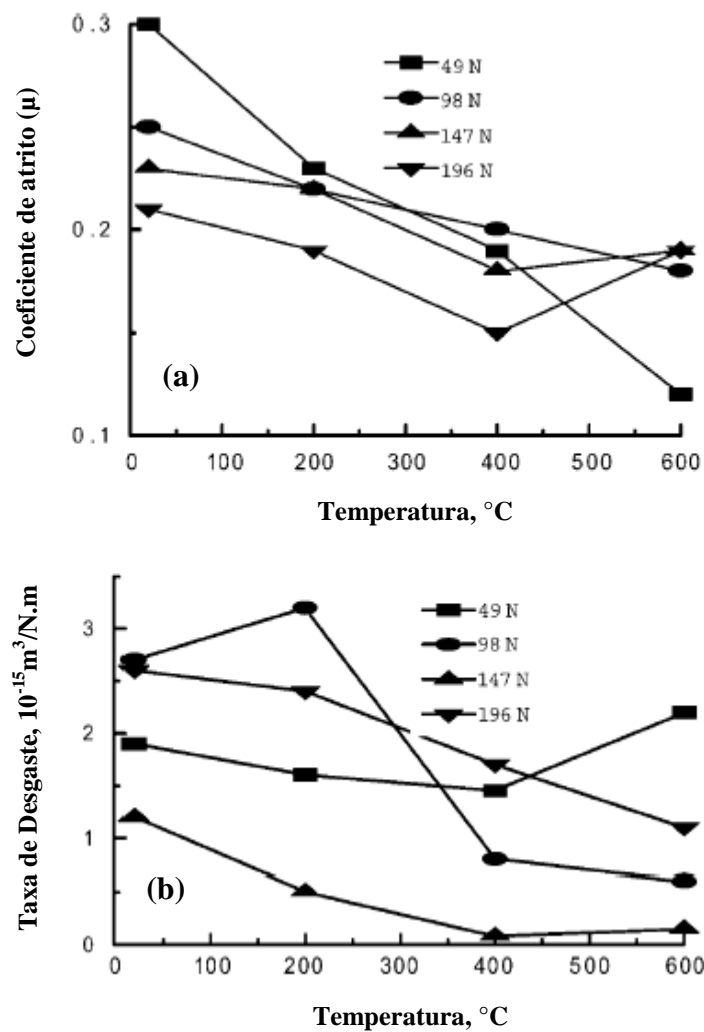 0.3
49 N
98 N
147 N
196 N
0.2
Coeficiente de atrito (μ)
(a)
0.1
0 100 200 300 400 500 600
Temperatura, °C
3
49 N
98 N
147 N
196 N
2
Taxa de Desgaste, 10⁻¹⁵m³/N.m
1
(b)
0
0 100 200 300 400 500 600
Temperatura, °C